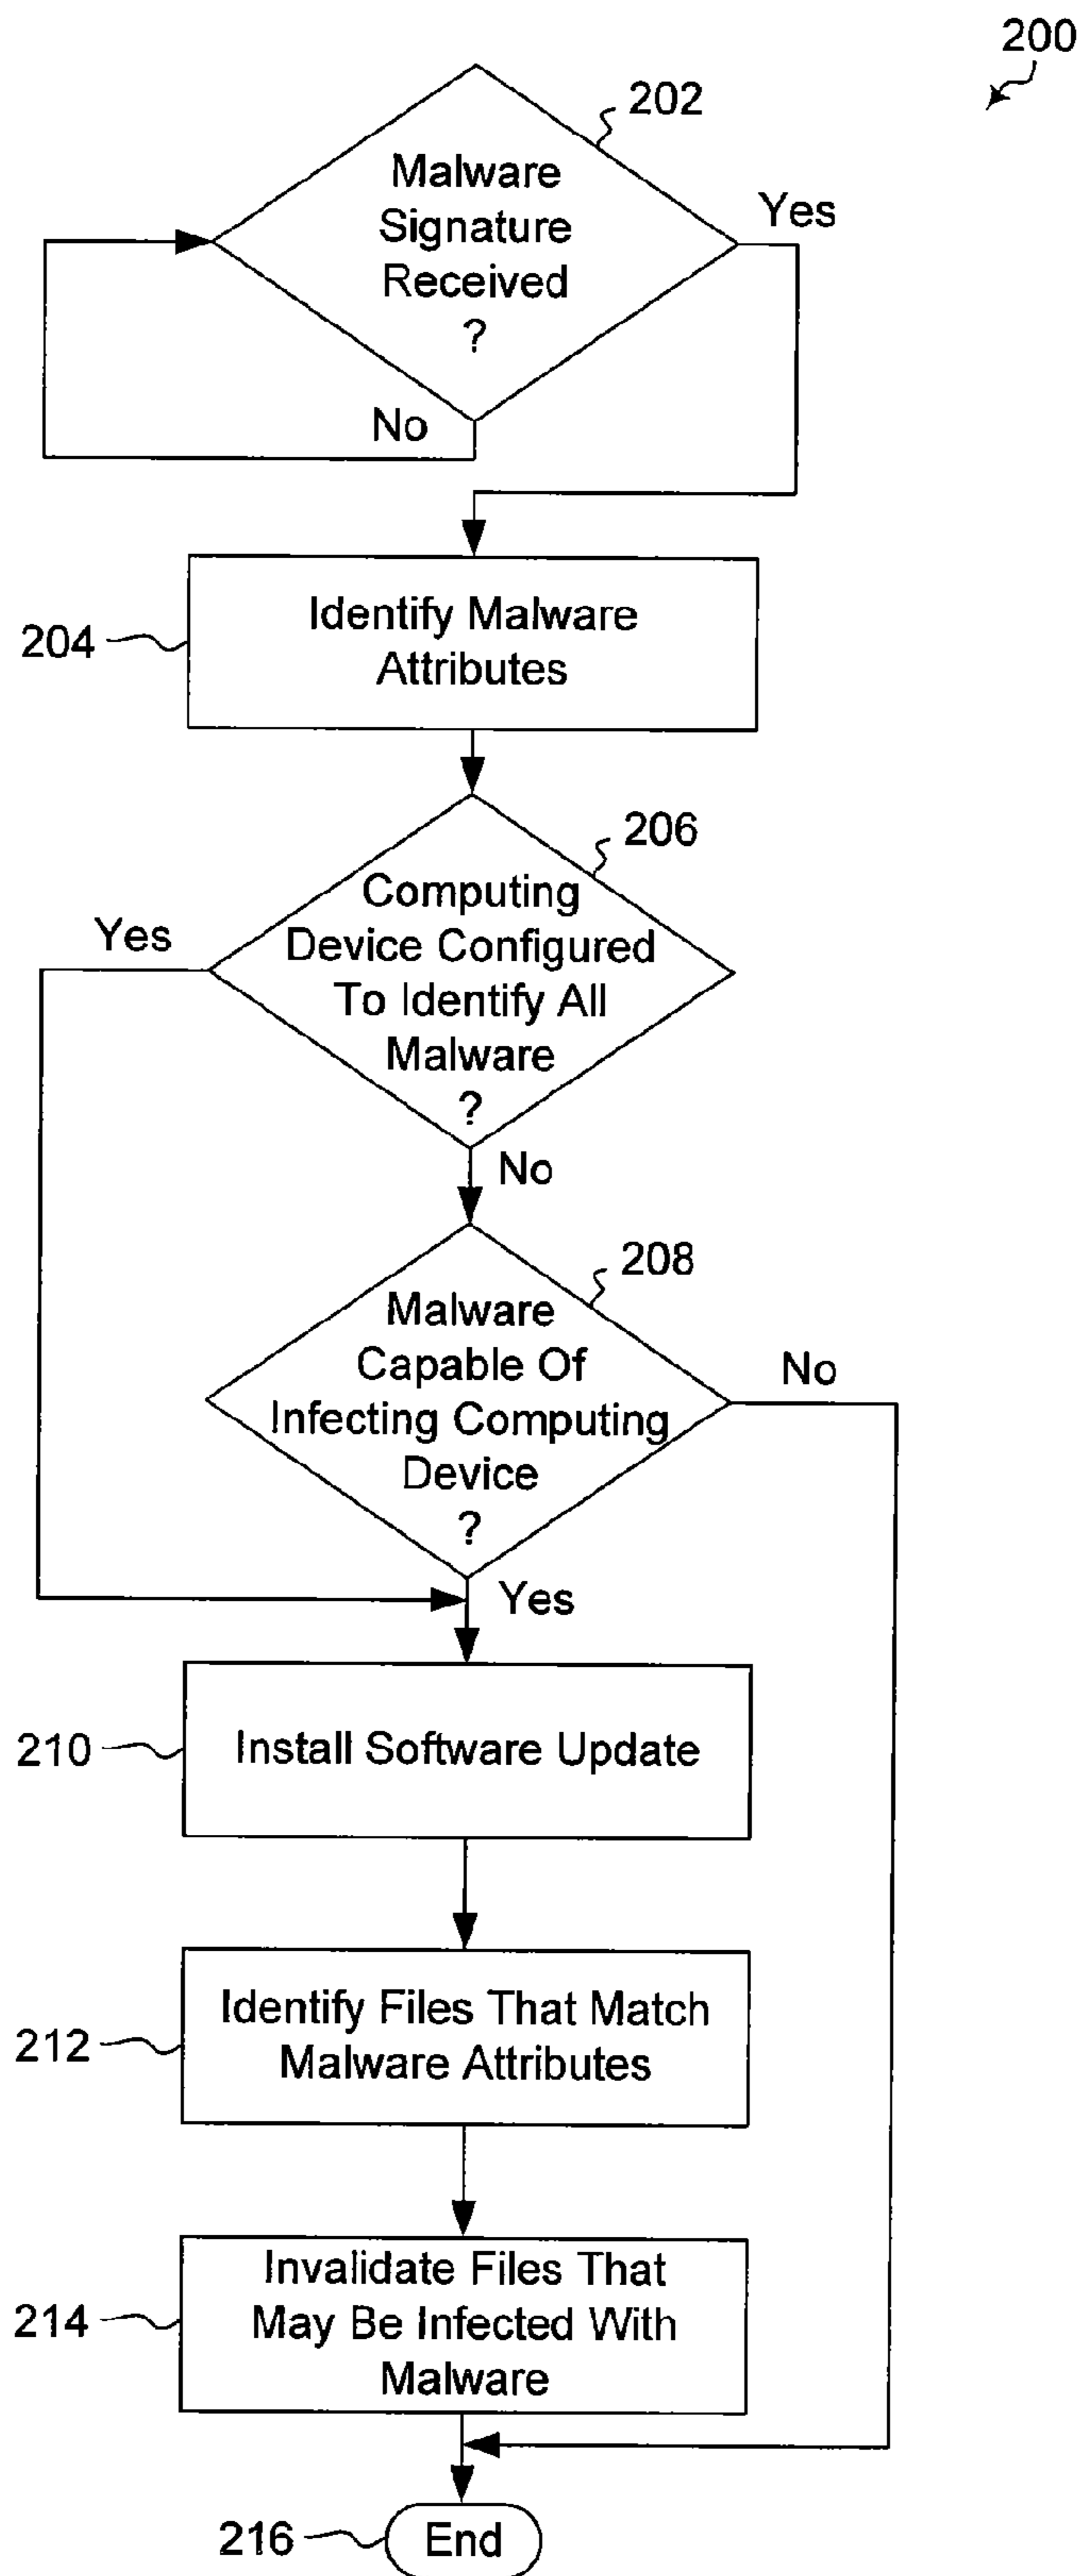 200
202
Malware
Signature
Received
?
Yes
No
204
Identify Malware
Attributes
206
Computing
Device Configured
To Identify All
Malware
?
Yes
No
208
Malware
Capable Of
Infecting Computing
Device
?
No
Yes
210
Install Software Update
212
Identify Files That Match
Malware Attributes
214
Invalidate Files That
May Be Infected With
Malware
216
End